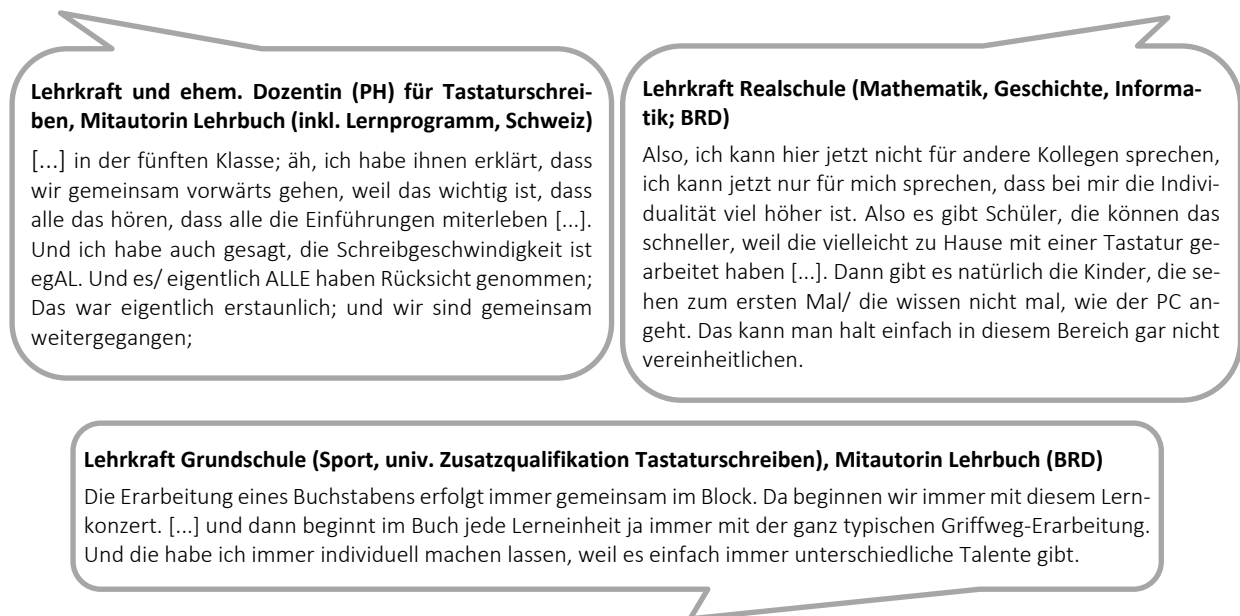 Lehrkraft und ehem. Dozentin (PH) für Tastaturschrei-
ben, Mitautorin Lehrbuch (inkl. Lernprogramm, Schweiz)
[...] in der fünften Klasse; äh, ich habe ihnen erklärt, dass
wir gemeinsam vorwärts gehen, weil das wichtig ist, dass
alle das hören, dass alle die Einführungen miterleben [...].
Und ich habe auch gesagt, die Schreibgeschwindigkeit ist
egAL. Und es/ eigentlich ALLE haben Rücksicht genommen;
Das war eigentlich erstaunlich; und wir sind gemeinsam
weitergegangen;
Lehrkraft Realschule (Mathematik, Geschichte, Informa-
tik; BRD)
Also, ich kann hier jetzt nicht für andere Kollegen sprechen,
ich kann jetzt nur für mich sprechen, dass bei mir die Indivi-
dualität viel höher ist. Also es gibt Schüler, die können das
schneller, weil die vielleicht zu Hause mit einer Tastatur ge-
arbeitet haben [...]. Dann gibt es natürlich die Kinder, die se-
hen zum ersten Mal/ die wissen nicht mal, wie der PC an-
geht. Das kann man halt einfach in diesem Bereich gar nicht
vereinheitlichen.
Lehrkraft Grundschule (Sport, univ. Zusatzqualifikation Tastaturschreiben), Mitautorin Lehrbuch (BRD)
Die Erarbeitung eines Buchstabens erfolgt immer gemeinsam im Block. Da beginnen wir immer mit diesem Lern-
konzert. [...] und dann beginnt im Buch jede Lerneinheit ja immer mit der ganz typischen Griffweg-Erarbeitung.
Und die habe ich immer individuell machen lassen, weil es einfach immer unterschiedliche Talente gibt.